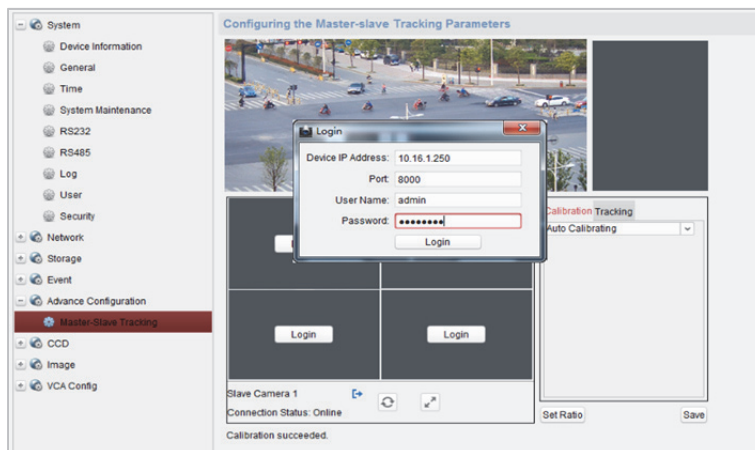 System
Device Information
General
Time
System Maintenance
RS232
RS485
Log
User
Security
Network
Storage
Event
Advance Configuration
Master-Slave Tracking
CCD
Image
VCA Config
Configuring the Master-slave Tracking Parameters
Login
Device IP Address: 10.16.1.250
Port: 8000
User Name: admin
Password: ••••••••
Login
Calibration Tracking
Auto Calibrating
Login Login
Slave Camera 1
Connection Status: Online
Set Ratio Save
Calibration succeeded.